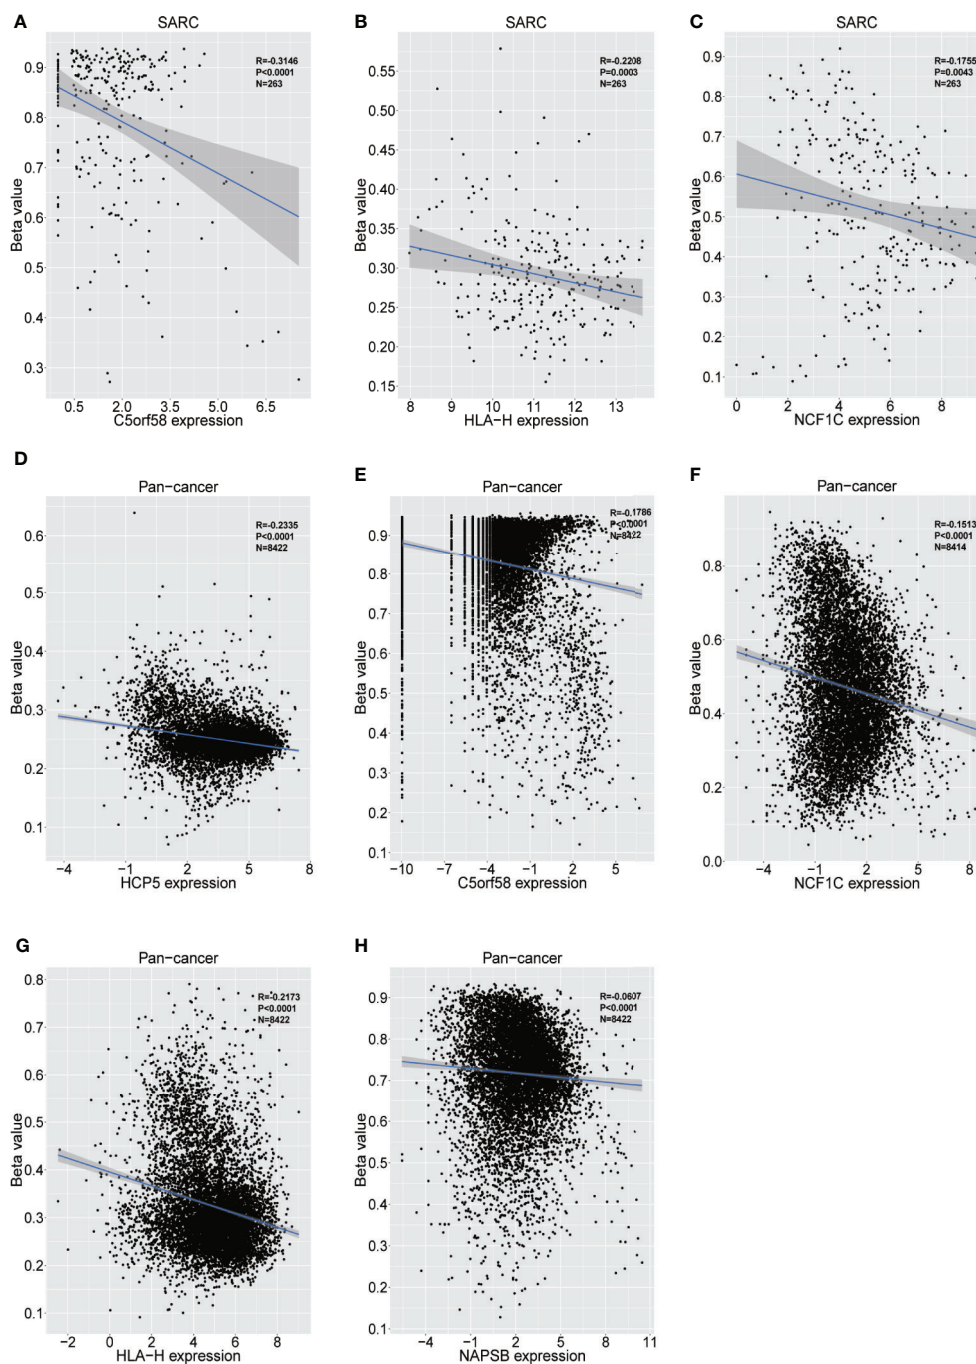 A
SARC
R=-0.3146
P<0.0001
N=263
Beta value
0.9
0.8
0.7
0.6
0.5
0.4
0.3
0.5 2.0 3.5 5.0 6.5
C5orf58 expression
B
SARC
R=-0.2208
P=0.0003
N=263
Beta value
0.55
0.50
0.45
0.40
0.35
0.30
0.25
0.20
0.15
8 9 10 11 12 13
HLA-H expression
C
SARC
R=-0.1755
P=0.0043
N=263
Beta value
0.9
0.8
0.7
0.6
0.5
0.4
0.3
0.2
0.1
0 2 4 6 8
NCF1C expression
D
Pan-cancer
R=-0.2335
P<0.0001
N=8422
Beta value
0.6
0.5
0.4
0.3
0.2
0.1
-4 -1 2 5 8
HCP5 expression
E
Pan-cancer
R=-0.1786
P<0.0001
N=8422
Beta value
0.9
0.8
0.7
0.6
0.5
0.4
0.3
0.2
0.1
-10 -7 -4 -1 2 5
C5orf58 expression
F
Pan-cancer
R=-0.1513
P<0.0001
N=8414
Beta value
0.8
0.6
0.4
0.2
0.0
-4 -1 2 5 8
NCF1C expression
G
Pan-cancer
R=-0.2173
P<0.0001
N=8422
Beta value
0.8
0.7
0.6
0.5
0.4
0.3
0.2
0.1
-2 0 2 4 6 8
HLA-H expression
H
Pan-cancer
R=-0.0607
P<0.0001
N=8422
Beta value
0.9
0.8
0.7
0.6
0.5
0.4
0.3
0.2
0.1
-4 -1 2 5 8 11
NAPSB expression